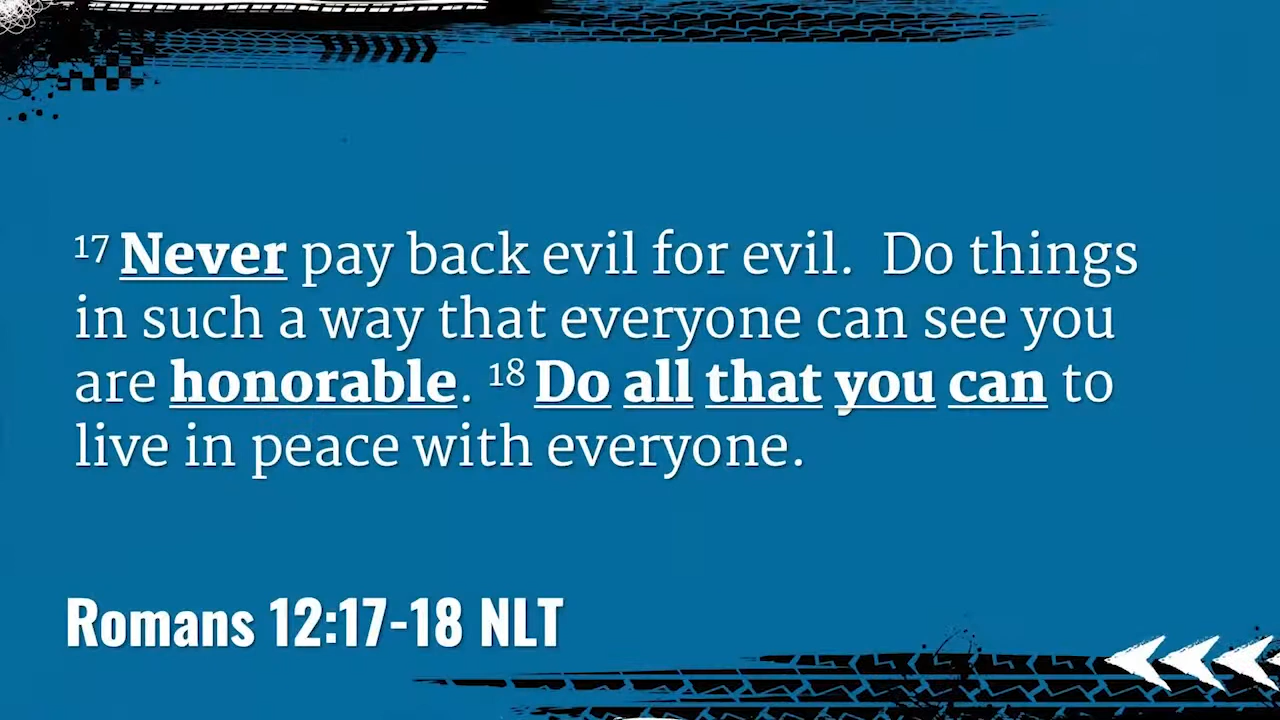 17 Never pay back evil for evil.  Do things
in such a way that everyone can see you
are honorable. 18 Do all that you can to
live in peace with everyone.
Romans 12:17-18 NLT